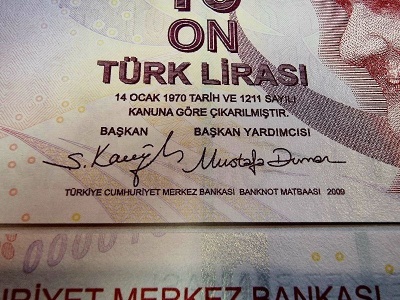 10
ON
TÜRK LİRASI
14 OCAK 1970 TARİH VE 1211 SAYILI
KANUNA GÖRE ÇIKARILMIŞTIR.
BAŞKAN BAŞKAN YARDIMCISI
Mustafa Duman
TÜRKİYE CUMHURİYET MERKEZ BANKASI BANKNOT MATBAASI 2009
MERKEZ BANKASI